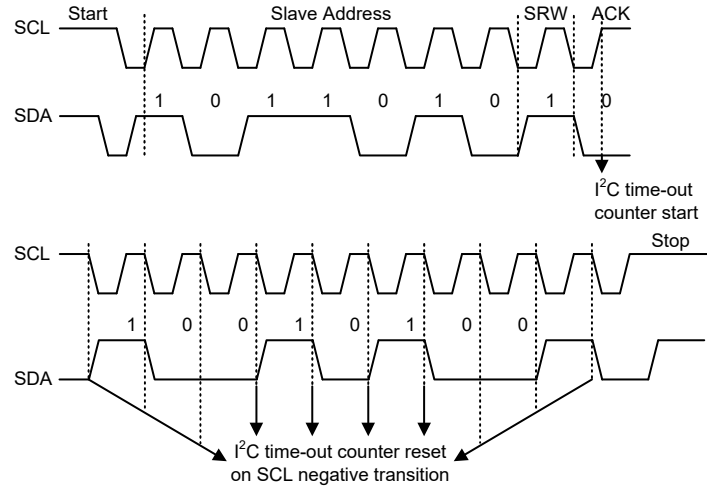 Start Slave Address SRW ACK
SCL
1 0 1 1 0 1 0 1 0
SDA
I²C time-out
counter start
Stop
SCL
1 0 0 1 0 1 0 0
SDA
I²C time-out counter reset
on SCL negative transition